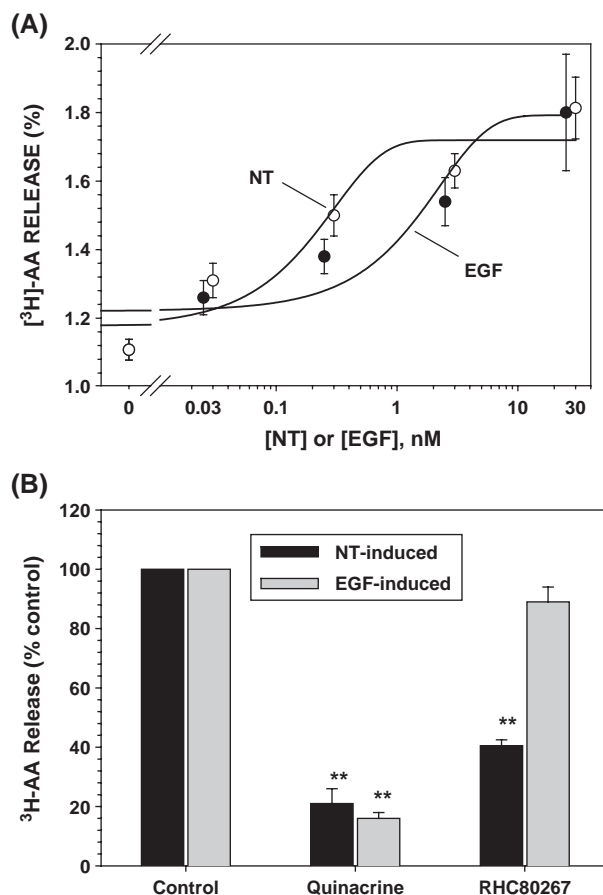 (A)
[³H]-AA RELEASE (%)
2.0
1.8
1.6
1.4
1.2
1.0
NT
EGF
0 0.03 0.1 1 10 30
[NT] or [EGF], nM
(B)
³H-AA Release (% control)
120
100
80
60
40
20
0
NT-induced
EGF-induced
** ** **
Control Quinacrine RHC80267